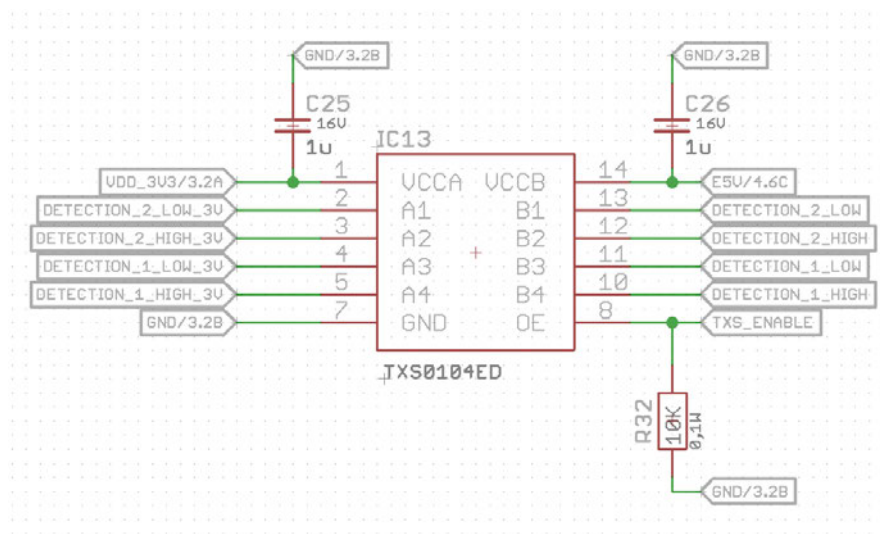 GND/3.2B
GND/3.2B
C25
16V
1u
C26
16V
1u
IC13
VDD_3V3/3.2A
1
VCCA
VCCB
14
E5V/4.6C
DETECTION_2_LOW_3V
2
A1
B1
13
DETECTION_2_LOW
DETECTION_2_HIGH_3V
3
A2
B2
12
DETECTION_2_HIGH
DETECTION_1_LOW_3V
4
A3
B3
11
DETECTION_1_LOW
DETECTION_1_HIGH_3V
5
A4
B4
10
DETECTION_1_HIGH
GND/3.2B
7
GND
OE
8
TXS_ENABLE
TXS0104ED
R32
10K
0,1W
GND/3.2B